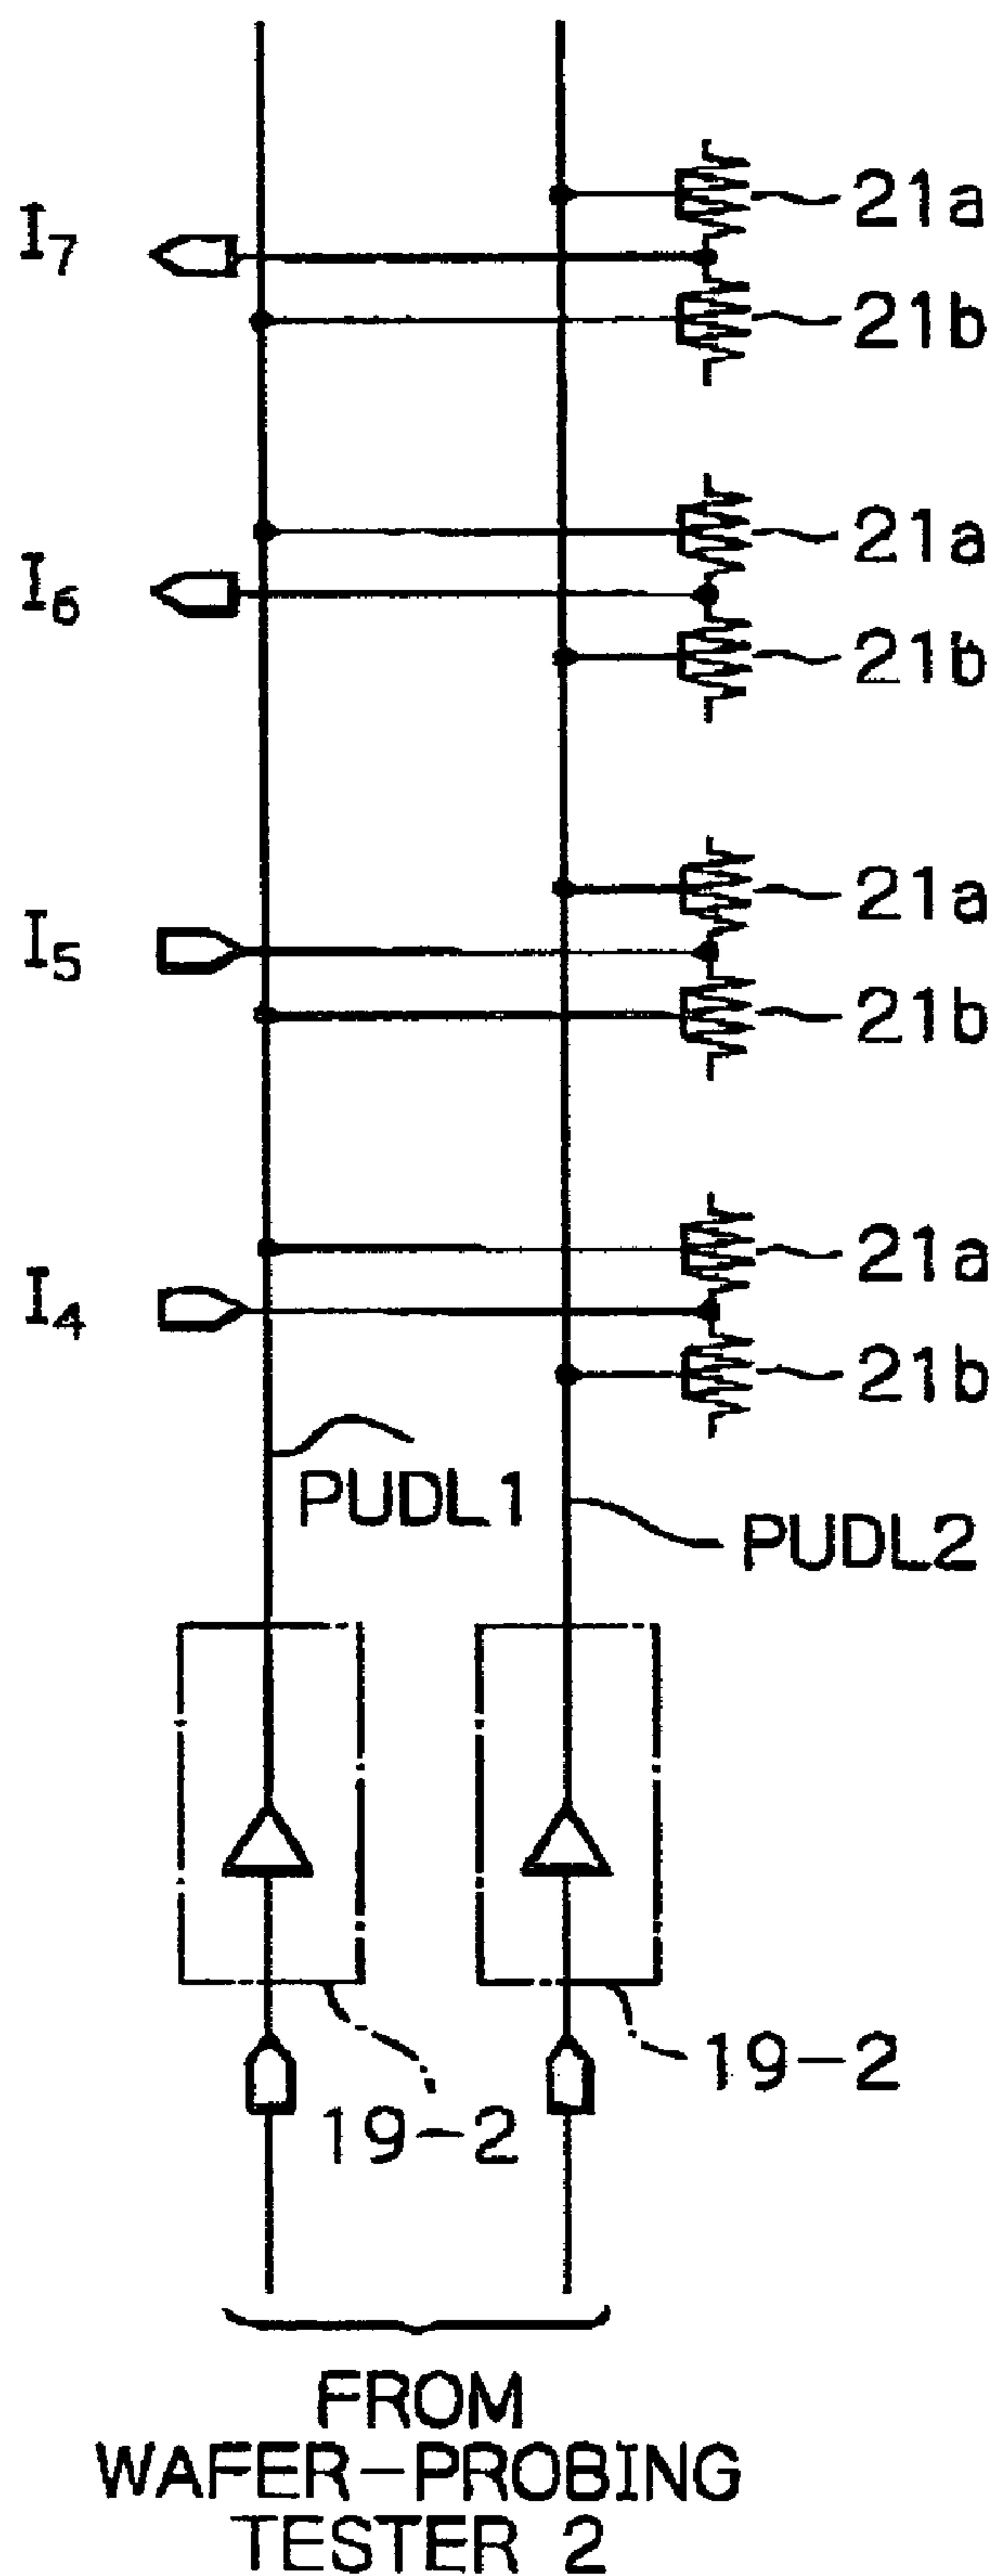 I7
21a
21b
I6
21a
21b
I5
21a
21b
I4
21a
21b
PUDL1
PUDL2
19-2
19-2
FROM
WAFER-PROBING
TESTER 2